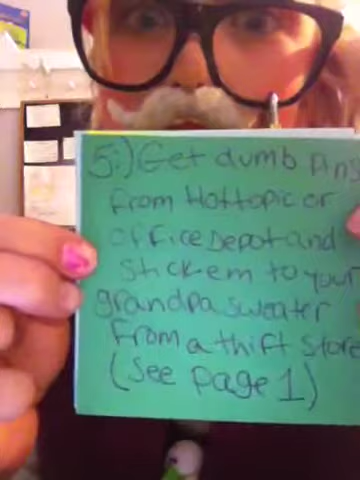 5:) Get dumb pins
from Hottopic or
office Depot and
Stick em to your
grandpa sweater
from a thift store
(See page 1)